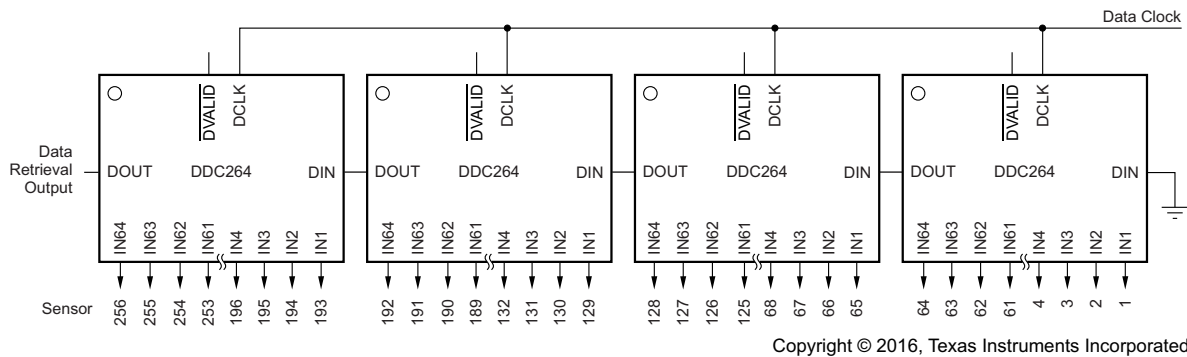 Data Clock
DVALID DCLK DVALID DCLK DVALID DCLK DVALID DCLK
Data
Retrieval
Output
DOUT DDC264 DIN DOUT DDC264 DIN DOUT DDC264 DIN DOUT DDC264 DIN
IN64 IN63 IN62 IN61 IN4 IN3 IN2 IN1 IN64 IN63 IN62 IN61 IN4 IN3 IN2 IN1 IN64 IN63 IN62 IN61 IN4 IN3 IN2 IN1 IN64 IN63 IN62 IN61 IN4 IN3 IN2 IN1
Sensor 256 255 254 253 196 195 194 193 192 191 190 189 132 131 130 129 128 127 126 125 68 67 66 65 64 63 62 61 4 3 2 1
Copyright © 2016, Texas Instruments Incorporated